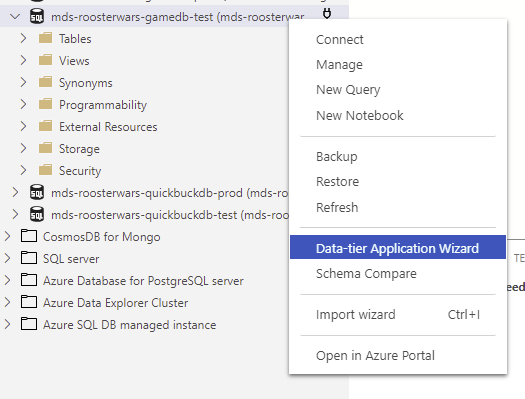 mds-roosterwars-gamedb-test (mds-roosterwar
Tables
Views
Synonyms
Programmability
External Resources
Storage
Security
mds-roosterwars-quickbuckdb-prod (mds-r
mds-roosterwars-quickbuckdb-test (mds-ro
CosmosDB for Mongo
SQL server
Azure Database for PostgreSQL server
Azure Data Explorer Cluster
Azure SQL DB managed instance
Connect
Manage
New Query
New Notebook
Backup
Restore
Refresh
Data-tier Application Wizard
Schema Compare
Import wizard Ctrl+I
Open in Azure Portal
TE
eed